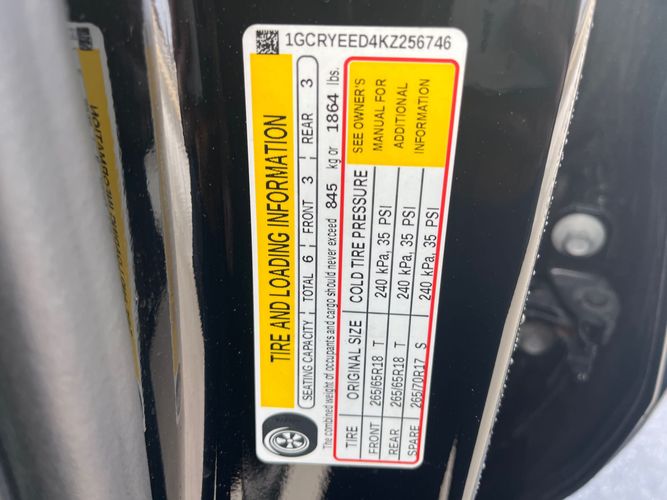 1GCRYEED4KZ256746
TIRE AND LOADING INFORMATION
SEATING CAPACITY TOTAL 6 FRONT 3 REAR 3
The combined weight of occupants and cargo should never exceed 845 kg or 1864 lbs.
TIRE ORIGINAL SIZE COLD TIRE PRESSURE
FRONT 265/65R18 T 240 kPa, 35 PSI
REAR 265/65R18 T 240 kPa, 35 PSI
SPARE 265/70R17 S 240 kPa, 35 PSI
SEE OWNER'S
MANUAL FOR
ADDITIONAL
INFORMATION